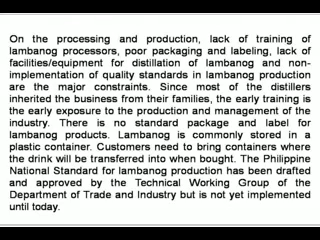 On the processing and production, lack of training of
lambanog processors, poor packaging and labeling, lack of
facilities/equipment for distillation of lambanog and non-
implementation of quality standards in lambanog production
are the major constraints. Since most of the distillers
inherited the business from their families, the early training is
the early exposure to the production and management of the
industry. There is no standard package and label for
lambanog products. Lambanog is commonly stored in a
plastic container. Customers need to bring containers where
the drink will be transferred into when bought. The Philippine
National Standard for lambanog production has been drafted
and approved by the Technical Working Group of the
Department of Trade and Industry but is not yet implemented
until today.